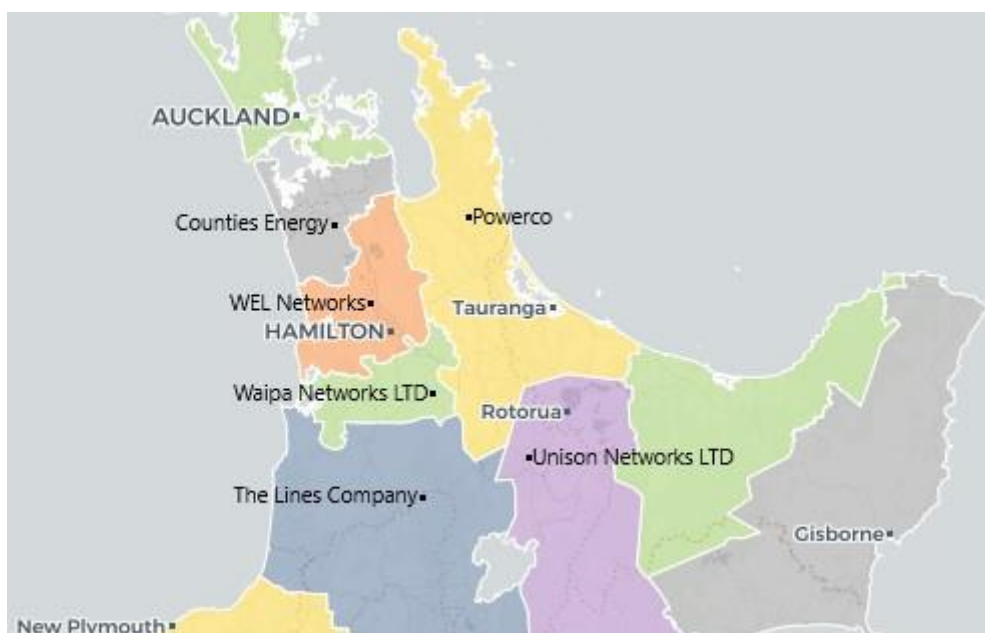 AUCKLAND
Counties Energy
Powerco
WEL Networks
Tauranga
HAMILTON
Waipa Networks LTD
Rotorua
Unison Networks LTD
The Lines Company
Gisborne
New Plymouth